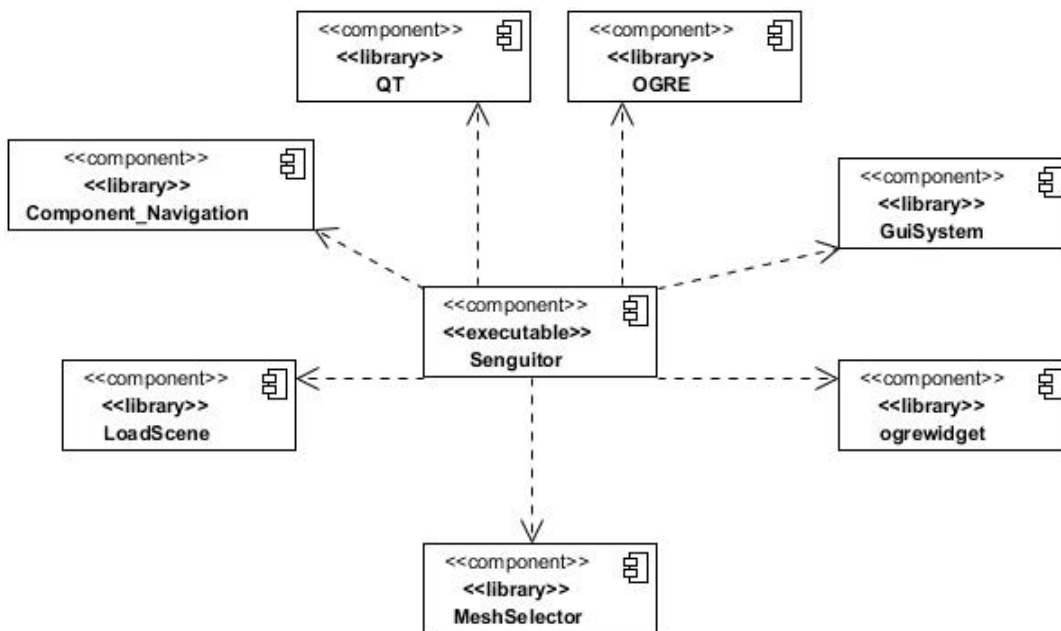 <<component>>
<<library>>
QT
<<component>>
<<library>>
OGRE
<<component>>
<<library>>
Component_Navigation
<<component>>
<<library>>
GuiSystem
<<component>>
<<executable>>
Senguitor
<<component>>
<<library>>
LoadScene
<<component>>
<<library>>
ogrewidget
<<component>>
<<library>>
MeshSelector